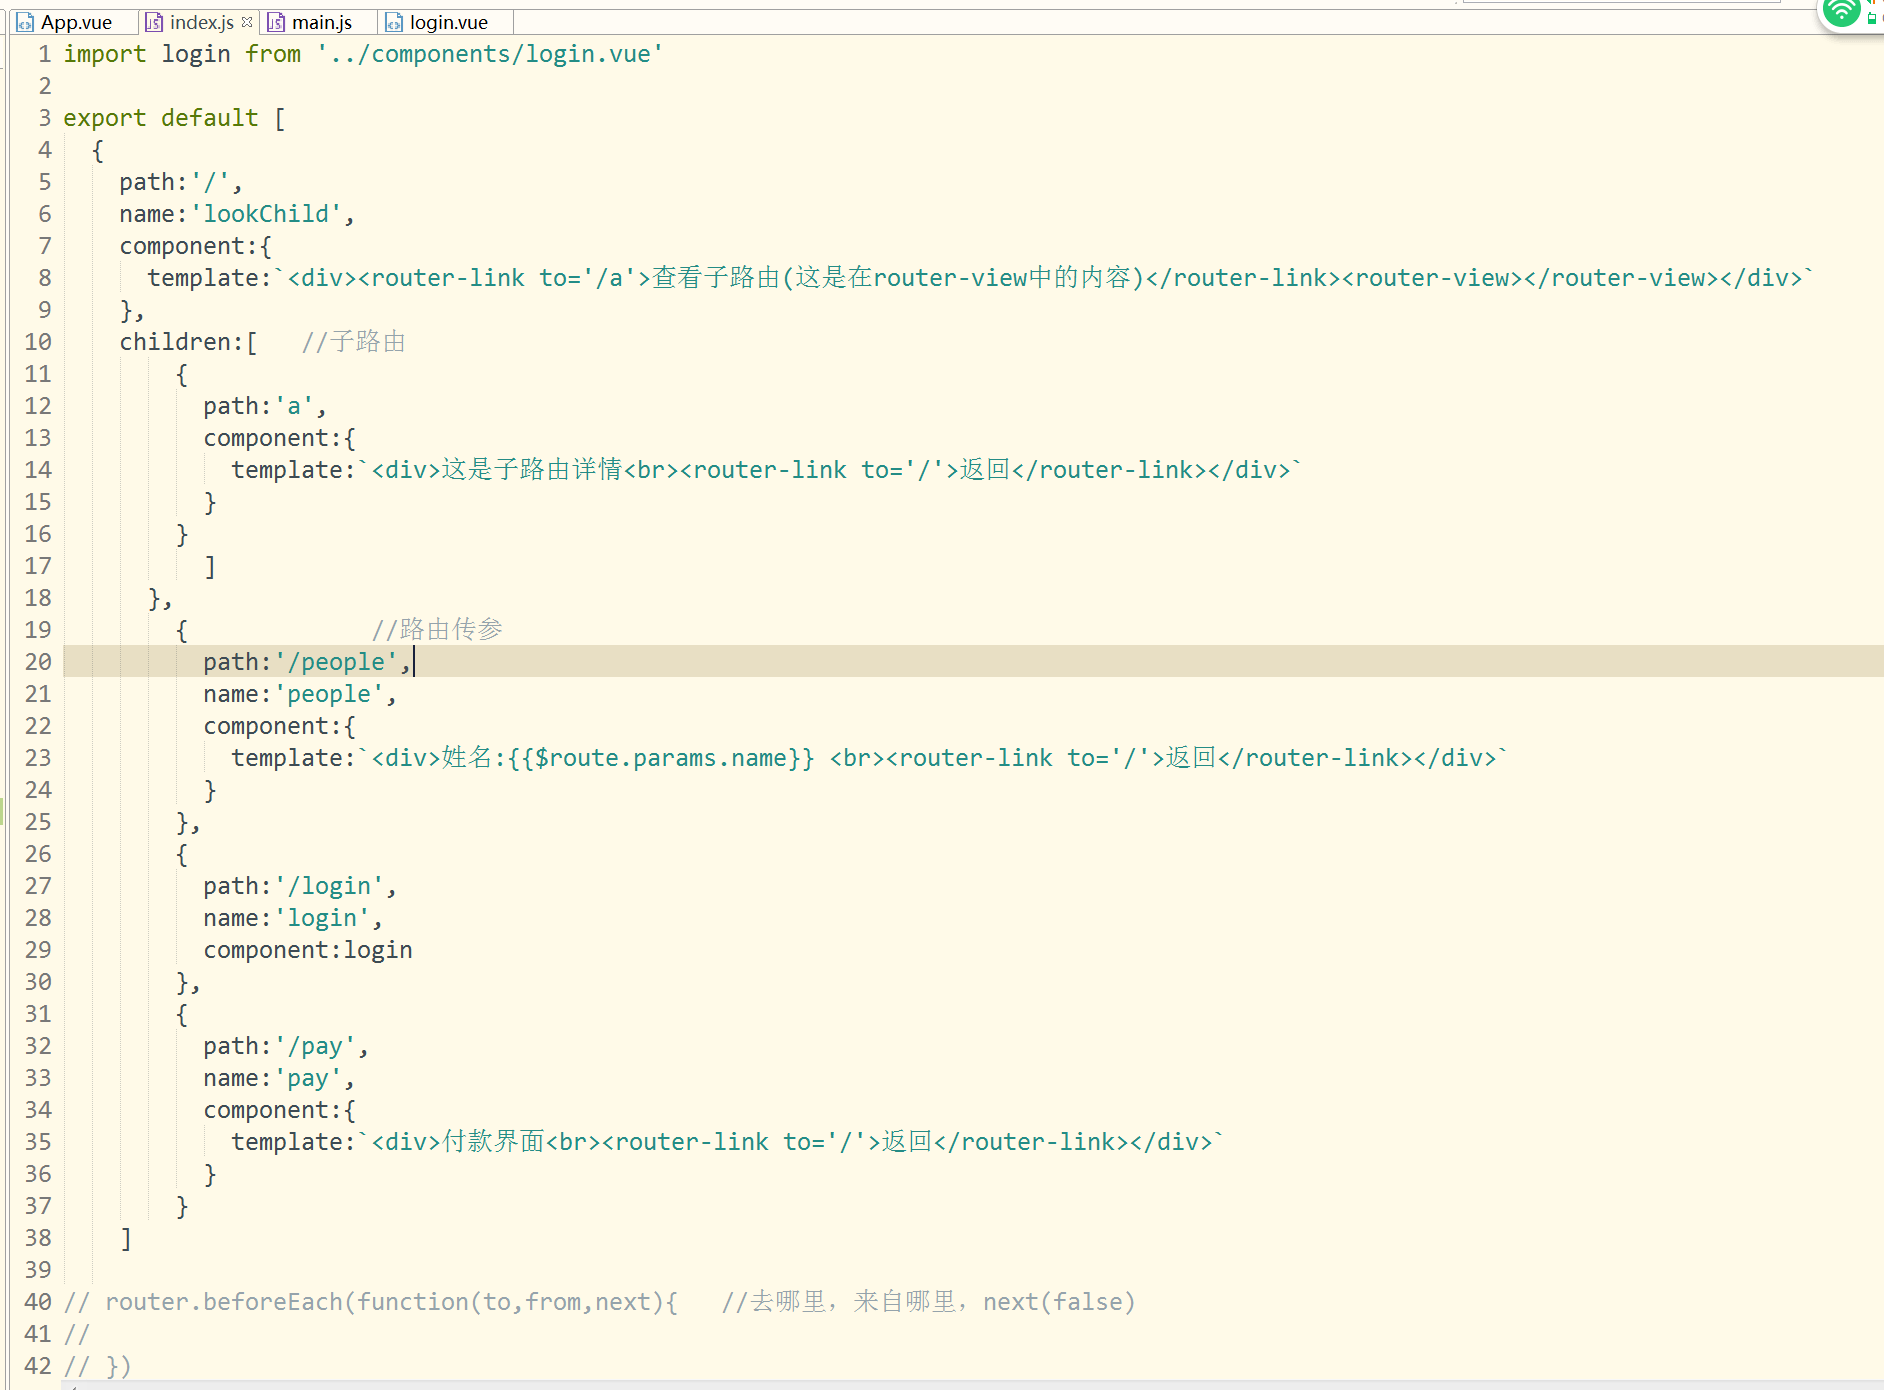 App.vue index.js main.js login.vue
1 import login from '../components/login.vue'
2
3 export default [
4 {
5 path:'/',
6 name:'lookChild',
7 component:{
8 template:`<div><router-link to='/a'>查看子路由(这是在router-view中的内容)</router-link><router-view></router-view></div>`
9 },
10 children:[ //子路由
11 {
12 path:'a',
13 component:{
14 template:`<div>这是子路由详情<br><router-link to='/'>返回</router-link></div>`
15 }
16 }
17 ]
18 },
19 { //路由传参
20 path:'/people',
21 name:'people',
22 component:{
23 template:`<div>姓名:{{$route.params.name}} <br><router-link to='/'>返回</router-link></div>`
24 }
25 },
26 {
27 path:'/login',
28 name:'login',
29 component:login
30 },
31 {
32 path:'/pay',
33 name:'pay',
34 component:{
35 template:`<div>付款界面<br><router-link to='/'>返回</router-link></div>`
36 }
37 }
38 ]
39
40 // router.beforeEach(function(to,from,next){ //去哪里，来自哪里，next(false)
41 //
42 // })